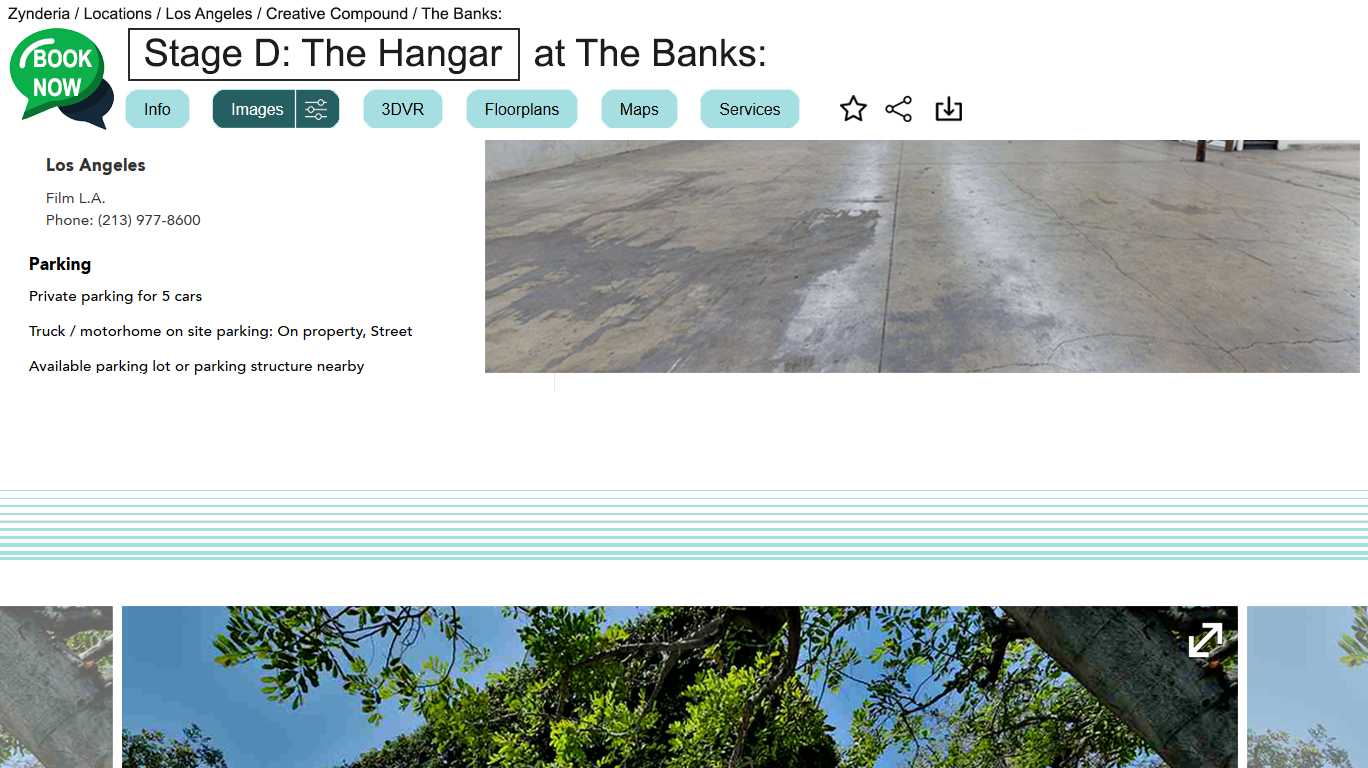 Zynderia / Locations / Los Angeles / Creative Compound / The Banks:
BOOK
NOW
Stage D: The Hangar at The Banks:
Info
Images
3DVR
Floorplans
Maps
Services
Los Angeles
Film L.A.
Phone: (213) 977-8600
Parking
Private parking for 5 cars
Truck / motorhome on site parking: On property, Street
Available parking lot or parking structure nearby